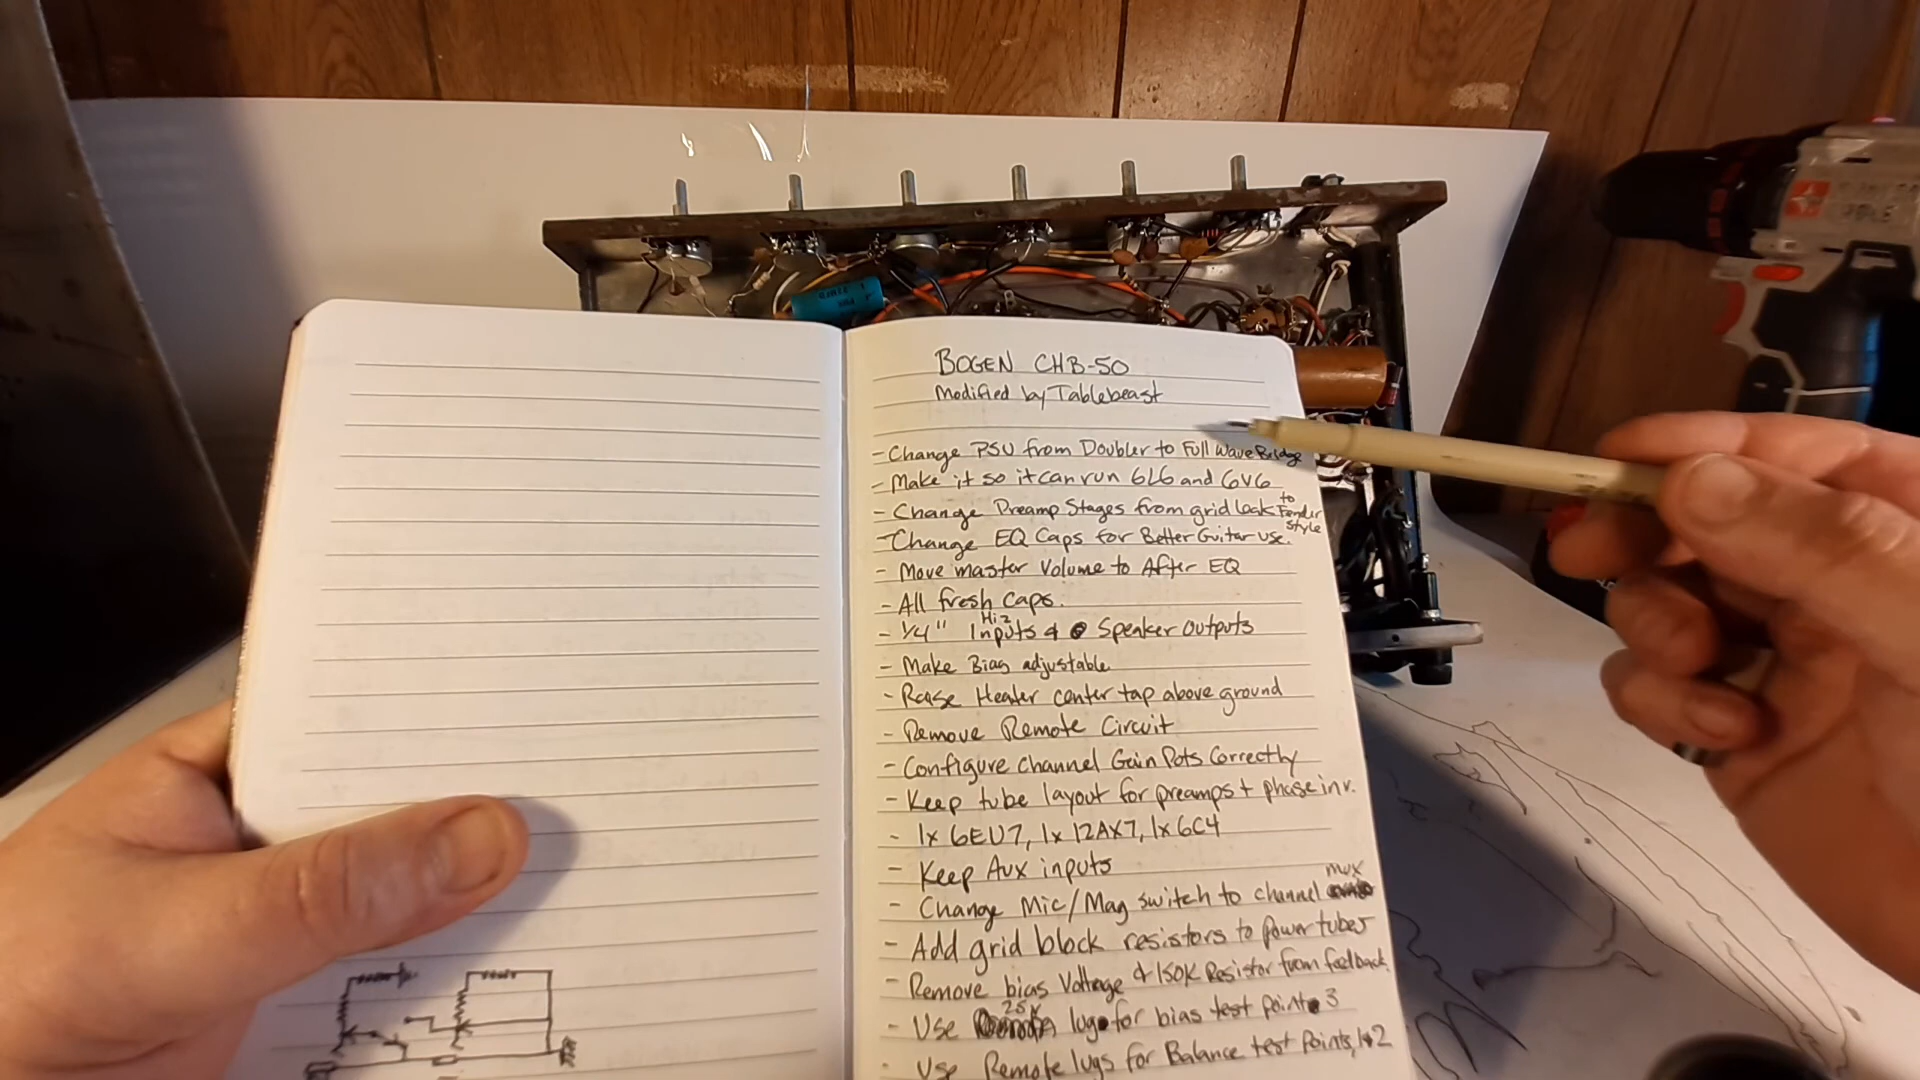 BOGEN CHB-50
Modified by Tablebeast
- Change PSU from Doubler to Full Wave Bridge
- Make it so it can run 6L6 and 6V6
- Change Preamp Stages from grid leak to Fender Style
- Change EQ Caps for Better Guitar use.
- Move master Volume to After EQ
- All fresh caps.
- 1/4" Hi z Inputs & Speaker Outputs
- Make Bias adjustable
- Raise Heater center tap above ground
- Remove Remote Circuit
- Configure channel Gain Pots Correctly
- Keep tube layout for preamps + phase inv.
- 1x 6EU7, 1x 12AX7, 1x 6C4
- Keep Aux inputs
- Change Mic/Mag switch to channel mux
- Add grid block resistors to power tubes
- Remove bias Voltage & 150K Resistor from feedback.
- Use 25V lug for bias test point 3
- Use Remote lugs for Balance test points, 1+2